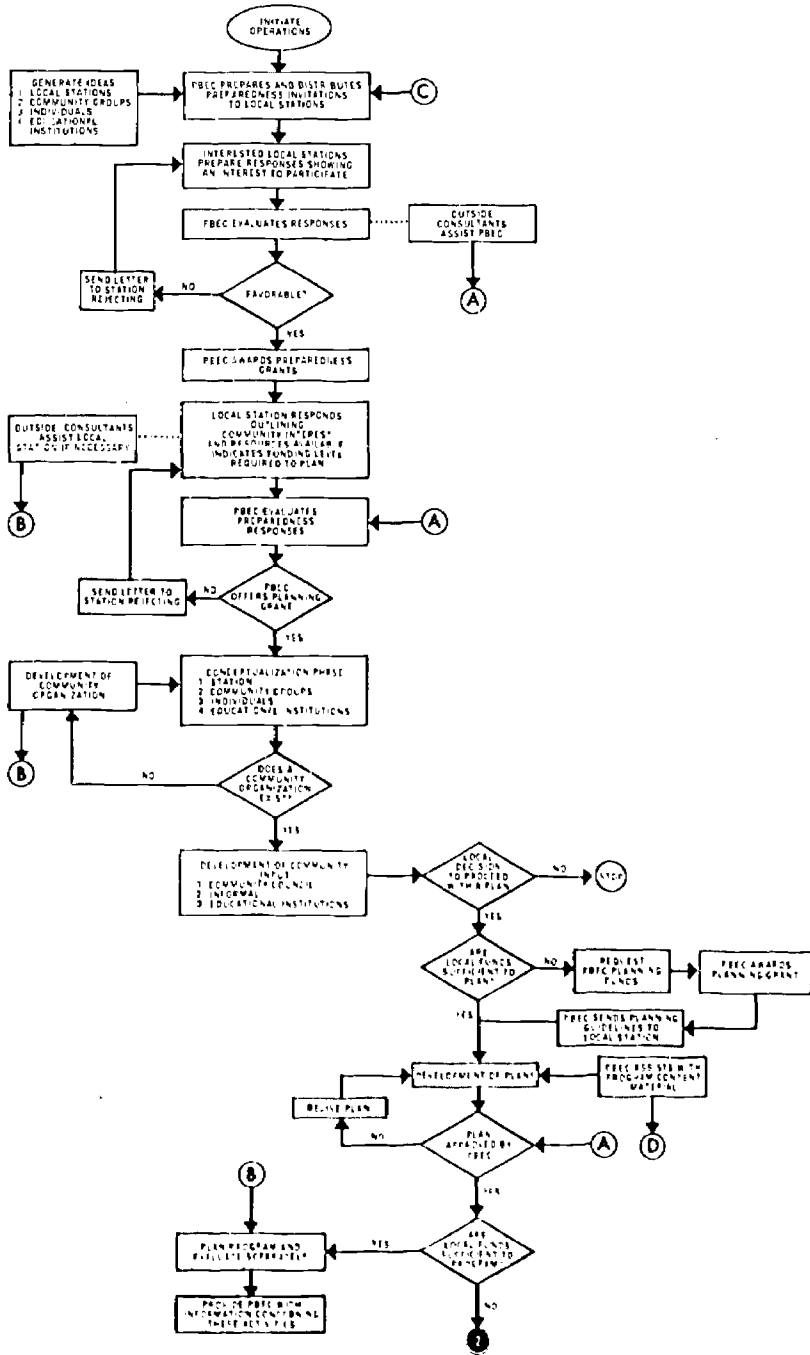 INITIATE
OPERATIONS
GENERATE IDEAS
1 LOCAL STATIONS
2 COMMUNITY GROUPS
3 INDIVIDUALS
4 EDUCATIONAL
INSTITUTIONS
PBEC PREPARES AND DISTRIBUTES
PREPAREDNESS INVITATIONS
TO LOCAL STATIONS
C
INTERESTED LOCAL STATIONS
PREPARE RESPONSES SHOWING
AN INTEREST TO PARTICIPATE
PBEC EVALUATES RESPONSES
OUTSIDE
CONSULTANTS
ASSIST PBEC
A
SEND LETTER
TO STATION
REJECTING
NO
FAVORABLE?
YES
PBEC AWARDS PREPAREDNESS
GRANTS
OUTSIDE CONSULTANTS
ASSIST LOCAL
STATION IF NECESSARY
B
LOCAL STATION RESPONDS
OUTLINING
COMMUNITY INTEREST
AND RESOURCES AVAILABLE
INDICATES FUNDING LEVEL
REQUIRED TO PLAN
PBEC EVALUATES
PREPAREDNESS
RESPONSES
A
SEND LETTER TO
STATION REJECTING
NO
PBEC
OFFERS PLANNING
GRANT
YES
DEVELOPMENT OF
COMMUNITY
ORGANIZATION
B
CONCEPTUALIZATION PHASE
1 STATION
2 COMMUNITY GROUPS
3 INDIVIDUALS
4 EDUCATIONAL INSTITUTIONS
NO
DOES A
COMMUNITY
ORGANIZATION
EXIST?
YES
DEVELOPMENT OF COMMUNITY
INPUT
1 COMMUNITY COUNCIL
2 INFORMAL
3 EDUCATIONAL INSTITUTIONS
LOCAL
DECISION
TO PROCEED
WITH A PLAN
NO
STOP
YES
ARE
LOCAL FUNDS
SUFFICIENT TO
PLAN?
NO
REQUEST
PBEC PLANNING
FUNDS
PBEC AWARDS
PLANNING GRANT
YES
PBEC SENDS PLANNING
GUIDELINES TO
LOCAL STATION
DEVELOPMENT OF PLANS
PBEC ASSISTS WITH
PROGRAM CONTENT
MATERIAL
D
REVISE PLAN
NO
PLAN
APPROVED BY
PBEC
A
YES
B
PLAN PROGRAM AND
EVALUATE SEPARATELY
YES
ARE
LOCAL FUNDS
SUFFICIENT TO
PROGRAM?
PROVIDE PBEC WITH
INFORMATION CONCERNING
THESE ACTIVITIES
NO
2